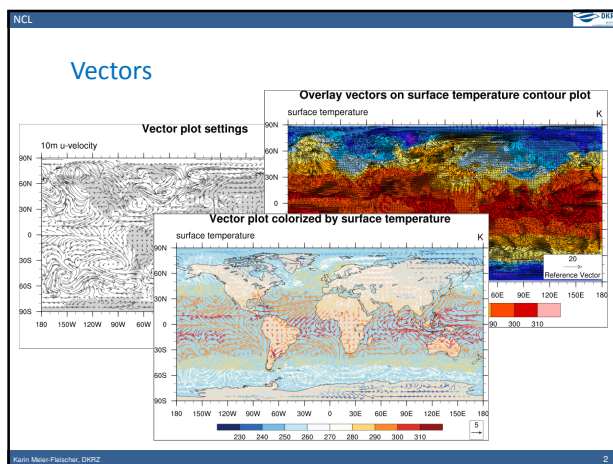 NCL
DKRZ
Vectors
Overlay vectors on surface temperature contour plot
surface temperature K
Vector plot settings
10m u-velocity
90N
60N
30N
0
30S
60S
90S
180 150W 120W 90W 60W
90N
60N
30N
0
20
Reference Vector
60E 90E 120E 150E 180
90 300 310
Vector plot colorized by surface temperature
surface temperature K
90N
60N
30N
0
30S
60S
90S
180 150W 120W 90W 60W 30W 0 30E 60E 90E 120E 150E 180
5
230 240 250 260 270 280 290 300 310
Karin Meier-Fleischer, DKRZ 2